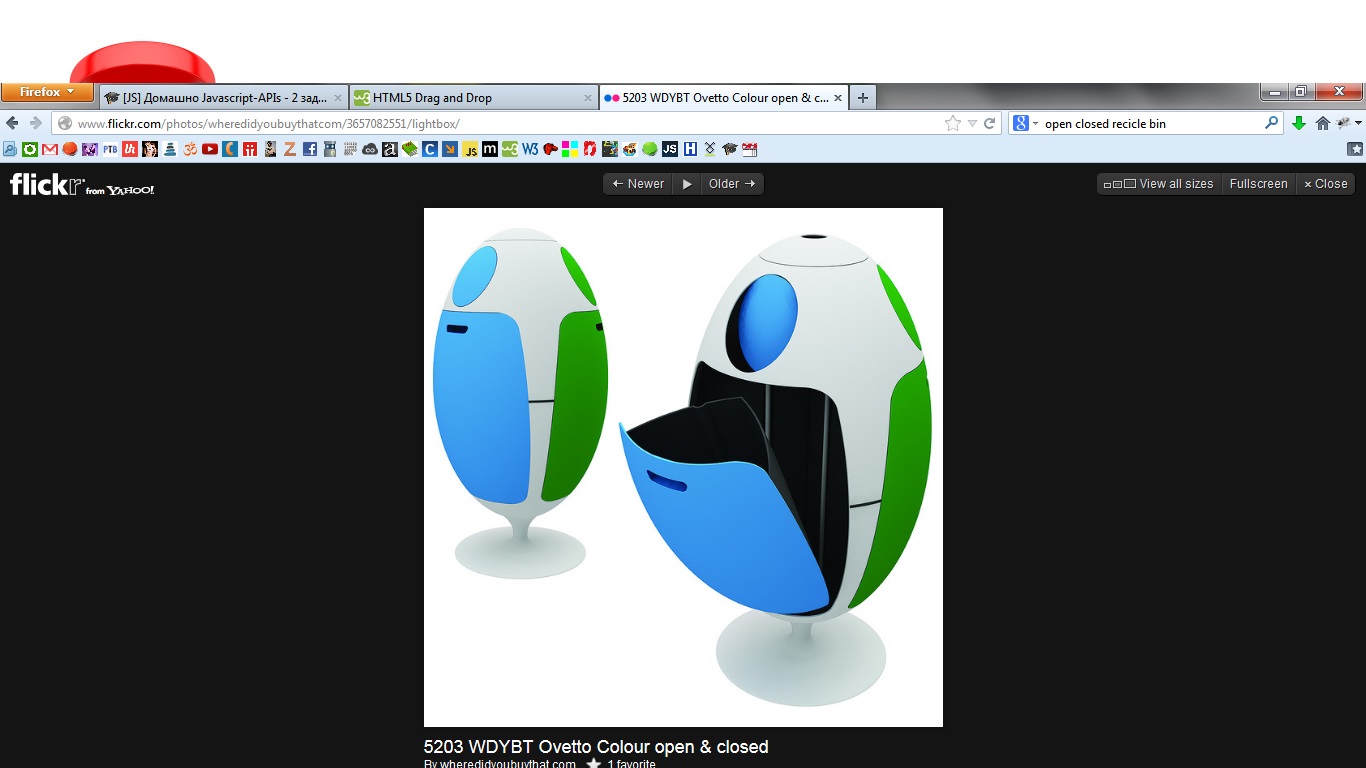 Firefox
[JS] Домашно Javascript-APIs - 2 зад...
HTML5 Drag and Drop
5203 WDYBT Ovetto Colour open & c...
www.flickr.com/photos/wheredidyoubuythatcom/3657082551/lightbox/
open closed recicle bin
flickr from YAHOO!
← Newer
Older →
View all sizes
Fullscreen
× Close
5203 WDYBT Ovetto Colour open & closed
By wheredidyoubuythat.com 1 favorite